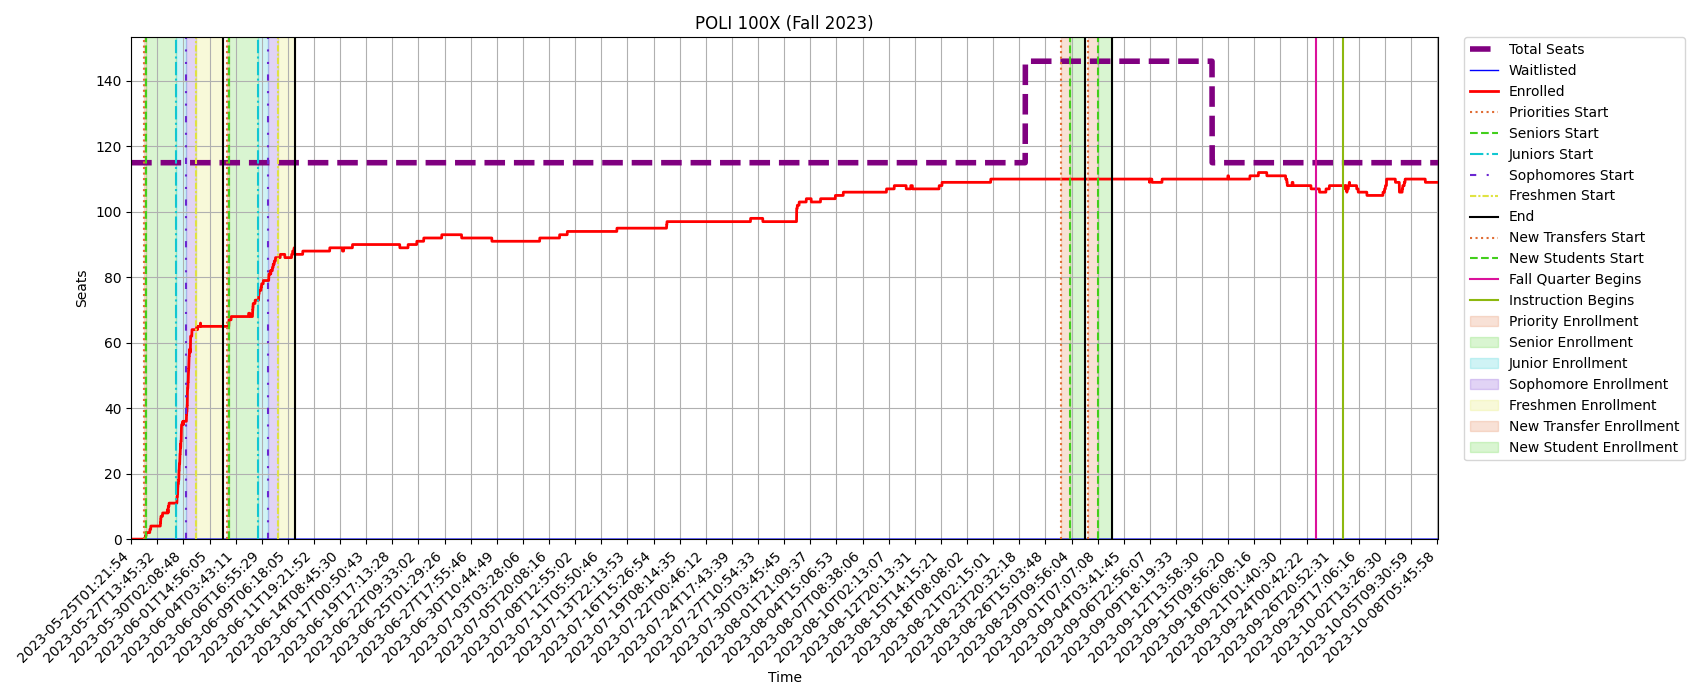 POLI 100X (Fall 2023)
Total Seats
Waitlisted
Enrolled
Priorities Start
Seniors Start
Juniors Start
Sophomores Start
Freshmen Start
End
New Transfers Start
New Students Start
Fall Quarter Begins
Instruction Begins
Priority Enrollment
Senior Enrollment
Junior Enrollment
Sophomore Enrollment
Freshmen Enrollment
New Transfer Enrollment
New Student Enrollment
Seats
140
120
100
80
60
40
20
0
2023-05-25T01:21:54
2023-05-27T13:45:32
2023-05-30T02:08:48
2023-06-01T14:56:05
2023-06-04T03:43:11
2023-06-06T16:55:29
2023-06-09T06:18:05
2023-06-11T19:21:52
2023-06-14T08:45:30
2023-06-17T00:50:43
2023-06-19T17:13:28
2023-06-22T09:33:02
2023-06-25T01:29:26
2023-06-27T17:55:46
2023-06-30T10:44:49
2023-07-03T03:28:06
2023-07-05T20:08:16
2023-07-08T12:55:02
2023-07-11T05:50:46
2023-07-13T22:13:53
2023-07-16T15:26:54
2023-07-19T08:14:35
2023-07-22T00:46:12
2023-07-24T17:43:39
2023-07-27T10:54:33
2023-07-30T03:45:45
2023-08-01T21:09:37
2023-08-04T15:06:53
2023-08-07T08:38:06
2023-08-10T02:13:07
2023-08-12T20:13:31
2023-08-15T14:15:21
2023-08-18T08:08:02
2023-08-21T02:15:01
2023-08-23T20:32:18
2023-08-26T15:03:48
2023-08-29T09:56:04
2023-09-01T07:07:08
2023-09-04T03:41:45
2023-09-06T22:56:07
2023-09-09T18:19:33
2023-09-12T13:58:30
2023-09-15T09:56:20
2023-09-18T06:08:16
2023-09-21T01:40:30
2023-09-24T00:42:22
2023-09-26T20:52:31
2023-09-29T17:06:16
2023-10-02T13:26:30
2023-10-05T09:30:59
2023-10-08T05:45:58
Time